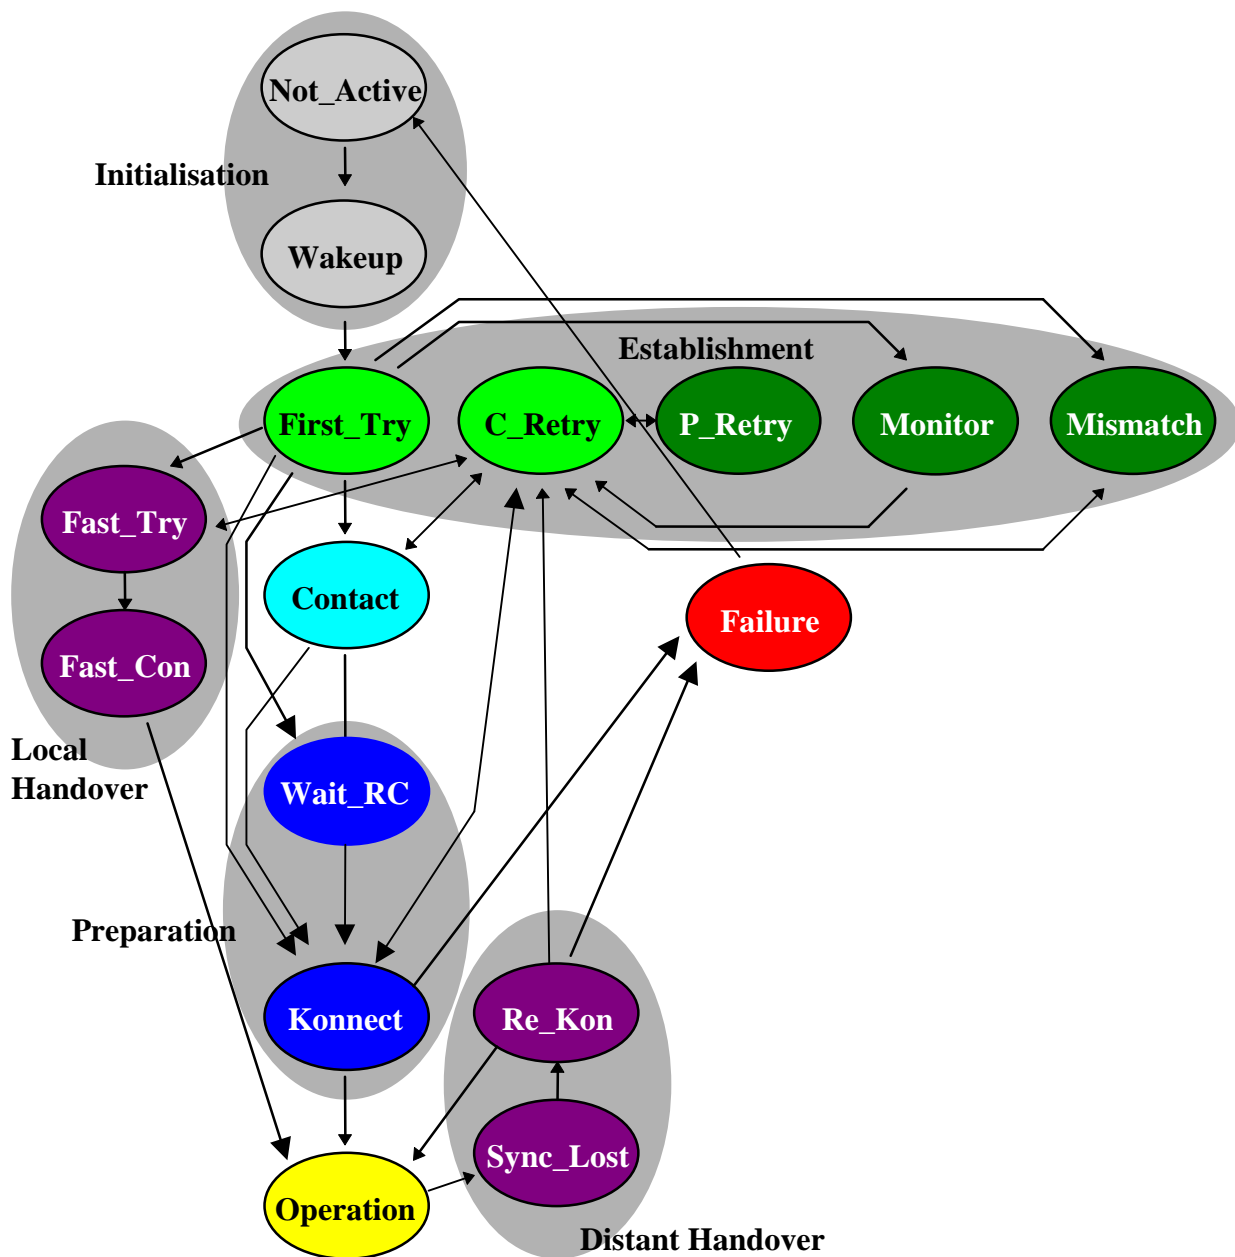 Not_Active
Initialisation
Wakeup
Establishment
First_Try
C_Retry
P_Retry
Monitor
Mismatch
Fast_Try
Contact
Failure
Fast_Con
Local
Handover
Wait_RC
Preparation
Konnect
Re_Kon
Sync_Lost
Operation
Distant Handover